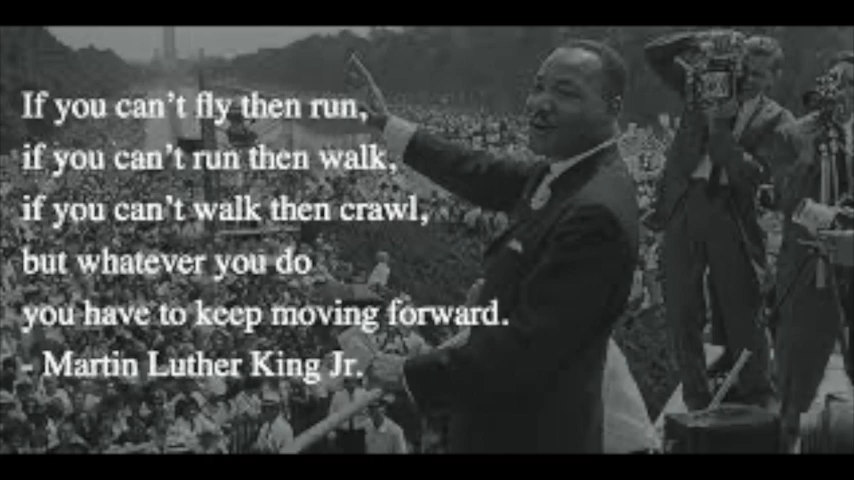 If you can't fly then run,
if you can't run then walk,
if you can't walk then crawl,
but whatever you do
you have to keep moving forward.
- Martin Luther King Jr.